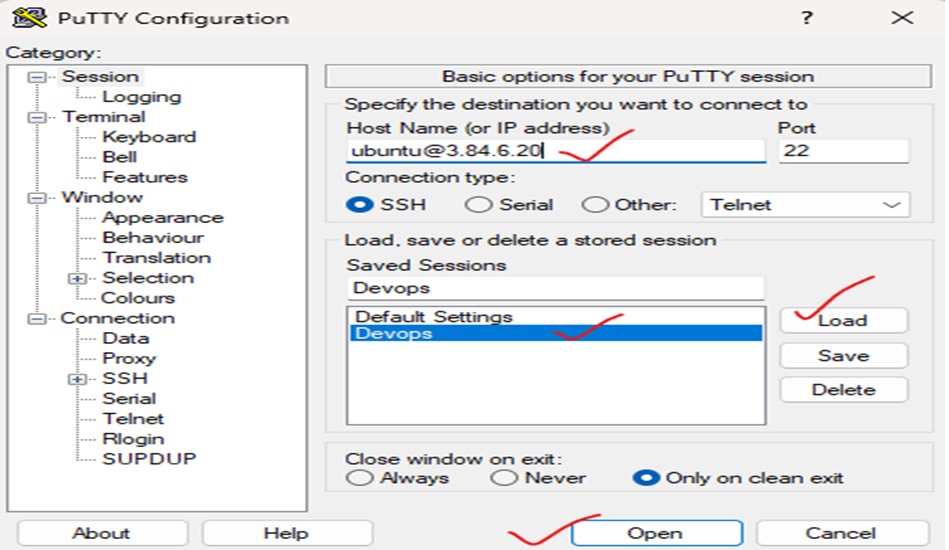 PuTTY Configuration ? ×
Category:
Session
Logging
Terminal
Keyboard
Bell
Features
Window
Appearance
Behaviour
Translation
Selection
Colours
Connection
Data
Proxy
SSH
Serial
Telnet
Rlogin
SUPDUP
Basic options for your PuTTY session
Specify the destination you want to connect to
Host Name (or IP address) Port
ubuntu@3.84.6.20 22
Connection type:
SSH Serial Other: Telnet
Load, save or delete a stored session
Saved Sessions
Devops
Default Settings
Devops
Load
Save
Delete
Close window on exit:
Always Never Only on clean exit
About Help Open Cancel